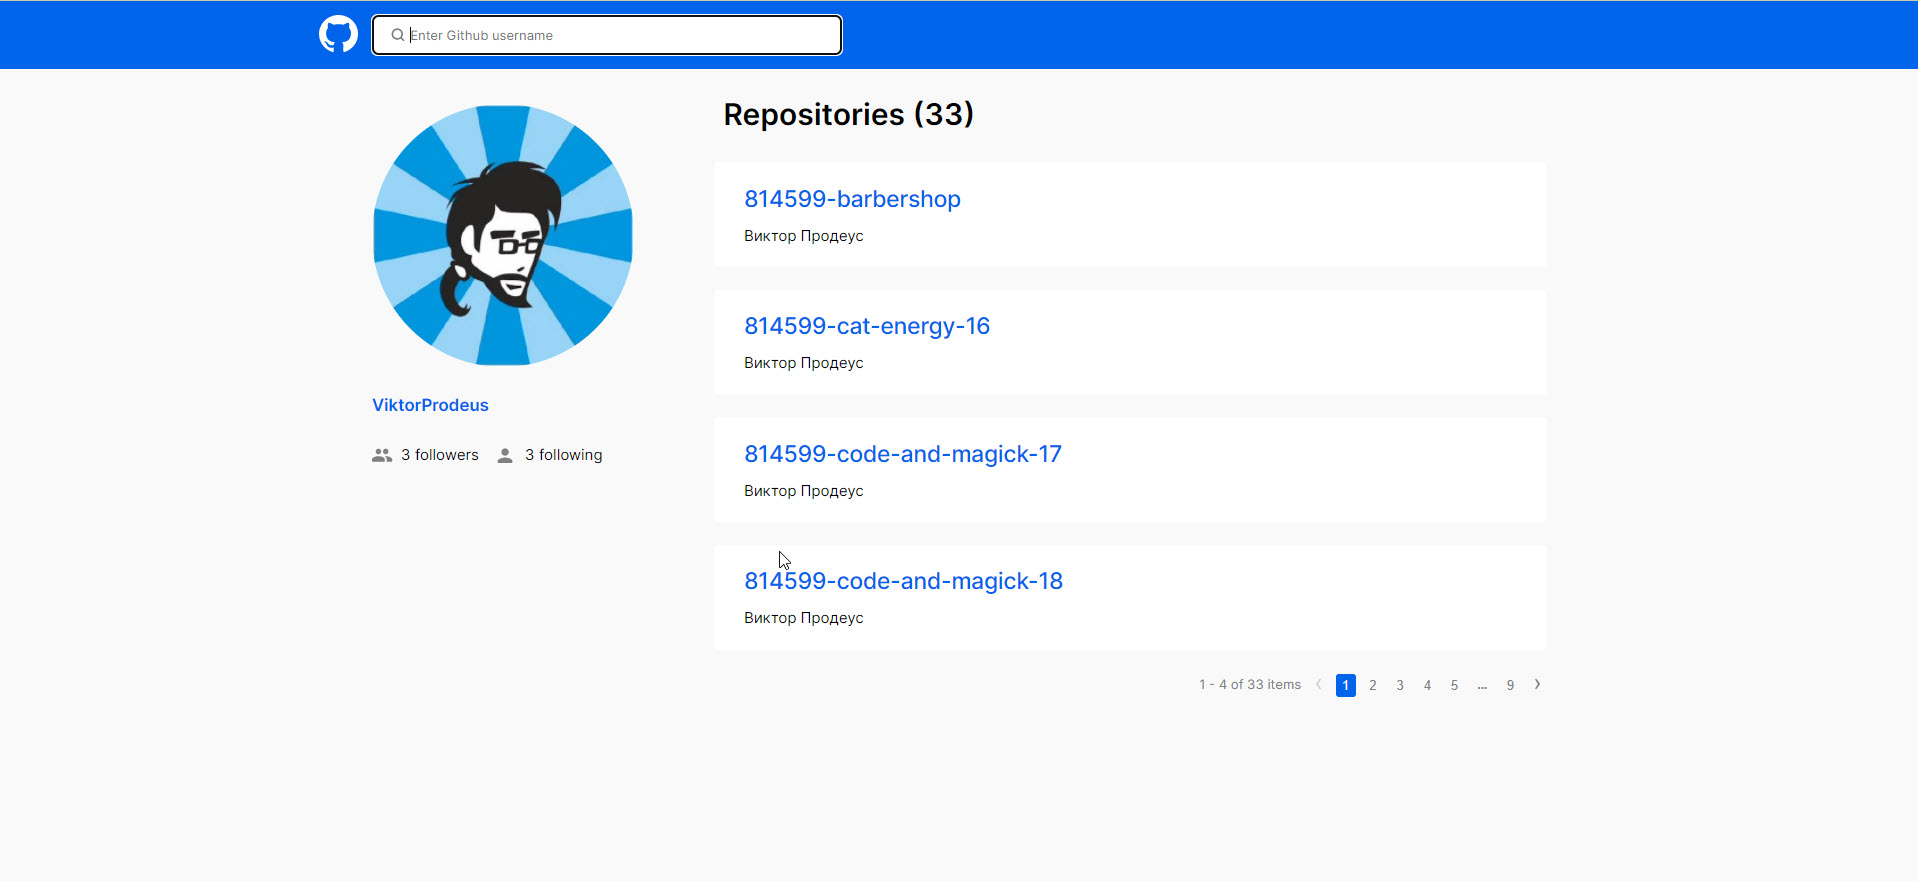 Enter Github username
Repositories (33)
814599-barbershop
Виктор Продеус
814599-cat-energy-16
Виктор Продеус
814599-code-and-magick-17
Виктор Продеус
814599-code-and-magick-18
Виктор Продеус
ViktorProdeus
3 followers 3 following
1 - 4 of 33 items 1 2 3 4 5 ... 9